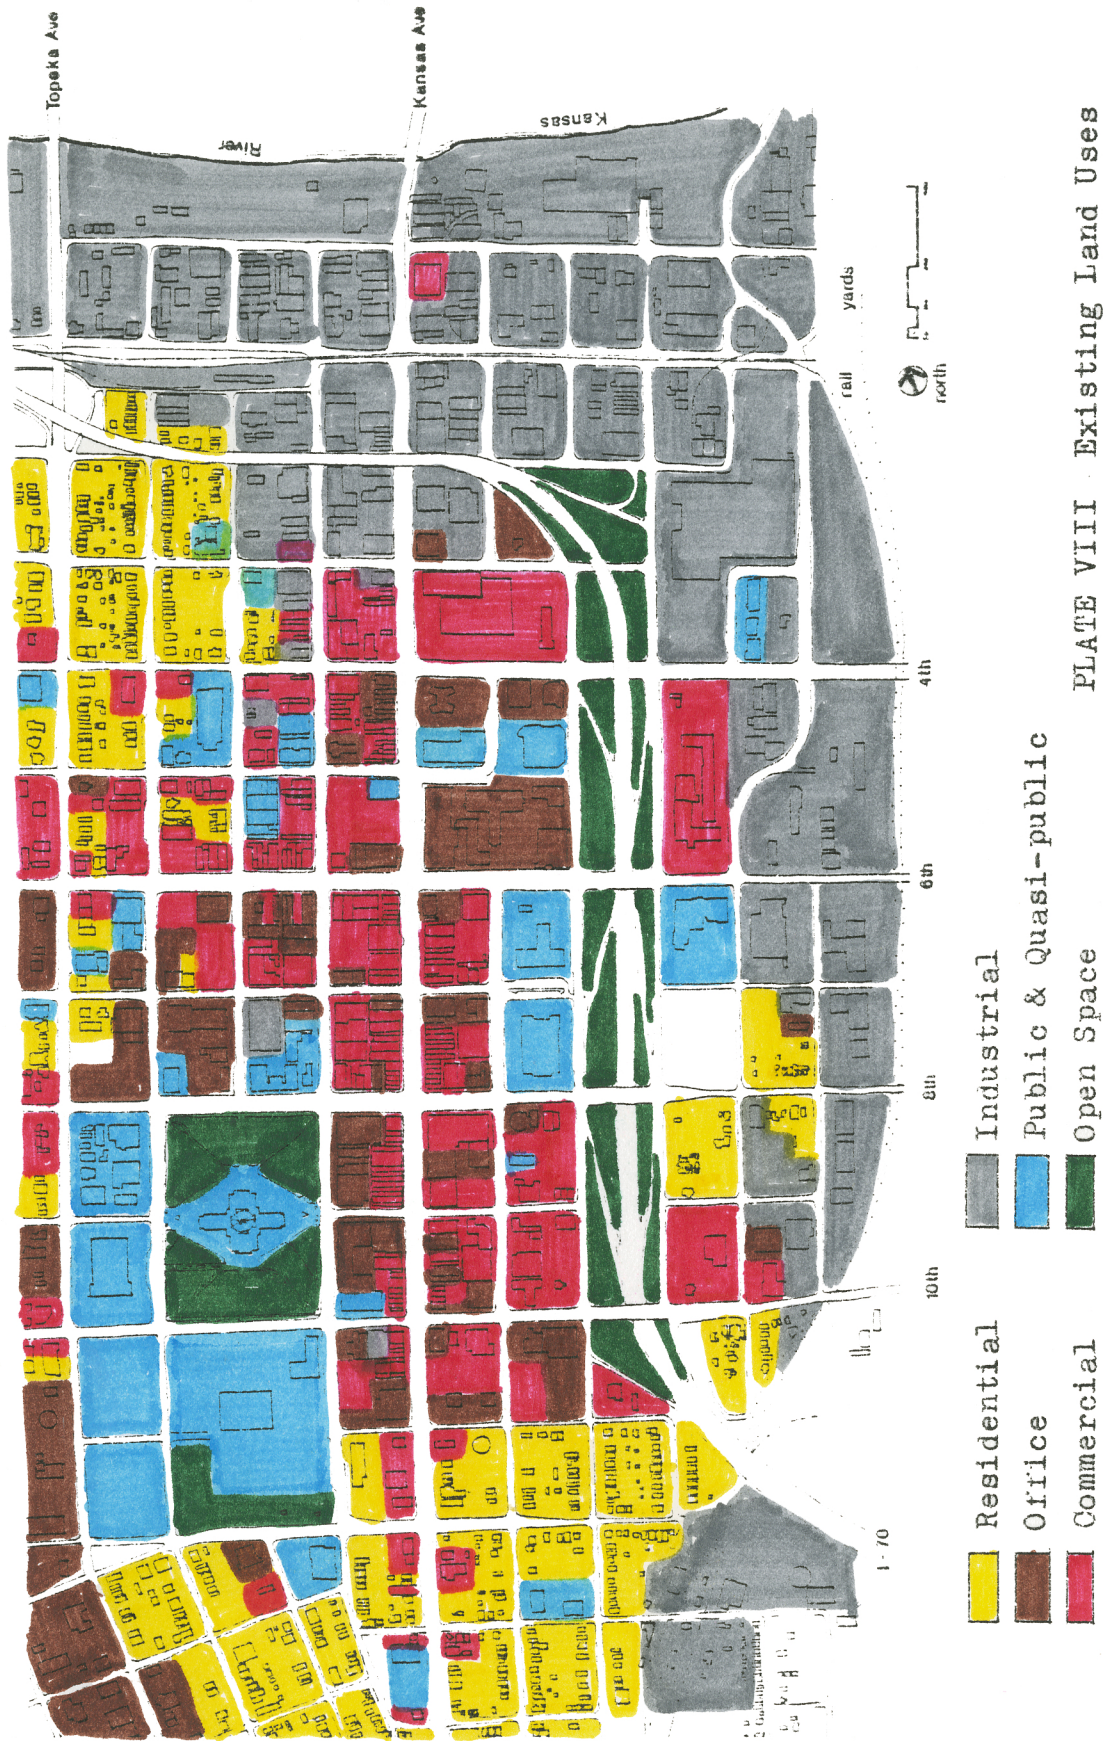 Topeka Ave
Kansas Ave
River
Kansas
rail yards
north
4th
6th
8th
10th
I-70
PLATE VIII Existing Land Uses
Residential
Office
Commercial
Industrial
Public & Quasi-public
Open Space